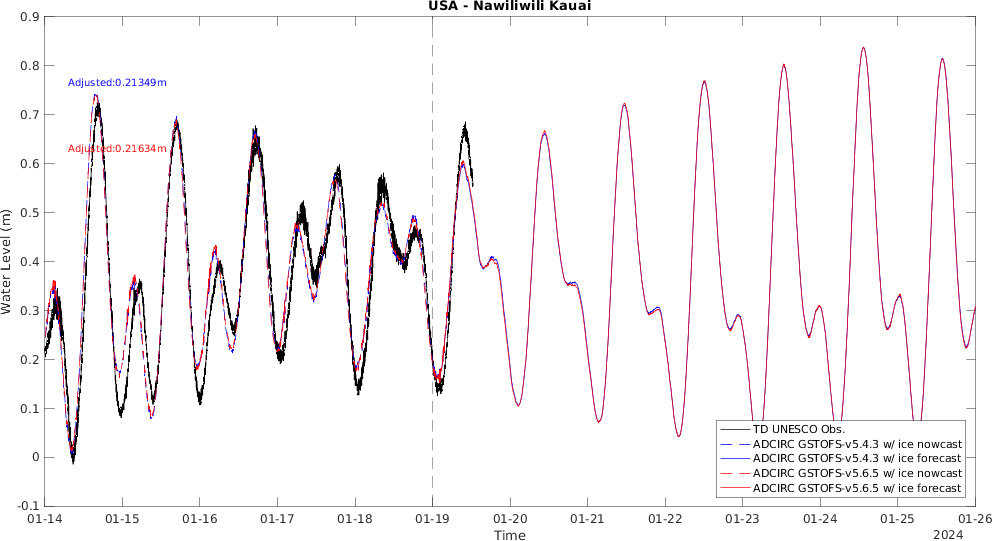 USA - Nawiliwili Kauai
0.9
0.8
0.7
0.6
0.5
0.4
0.3
0.2
0.1
0
-0.1
Water Level (m)
Adjusted:0.21349m
Adjusted:0.21634m
TD UNESCO Obs.
ADCIRC GSTOFS-v5.4.3 w/ ice nowcast
ADCIRC GSTOFS-v5.4.3 w/ ice forecast
ADCIRC GSTOFS-v5.6.5 w/ ice nowcast
ADCIRC GSTOFS-v5.6.5 w/ ice forecast
01-14 01-15 01-16 01-17 01-18 01-19 01-20 01-21 01-22 01-23 01-24 01-25 01-26
Time
2024